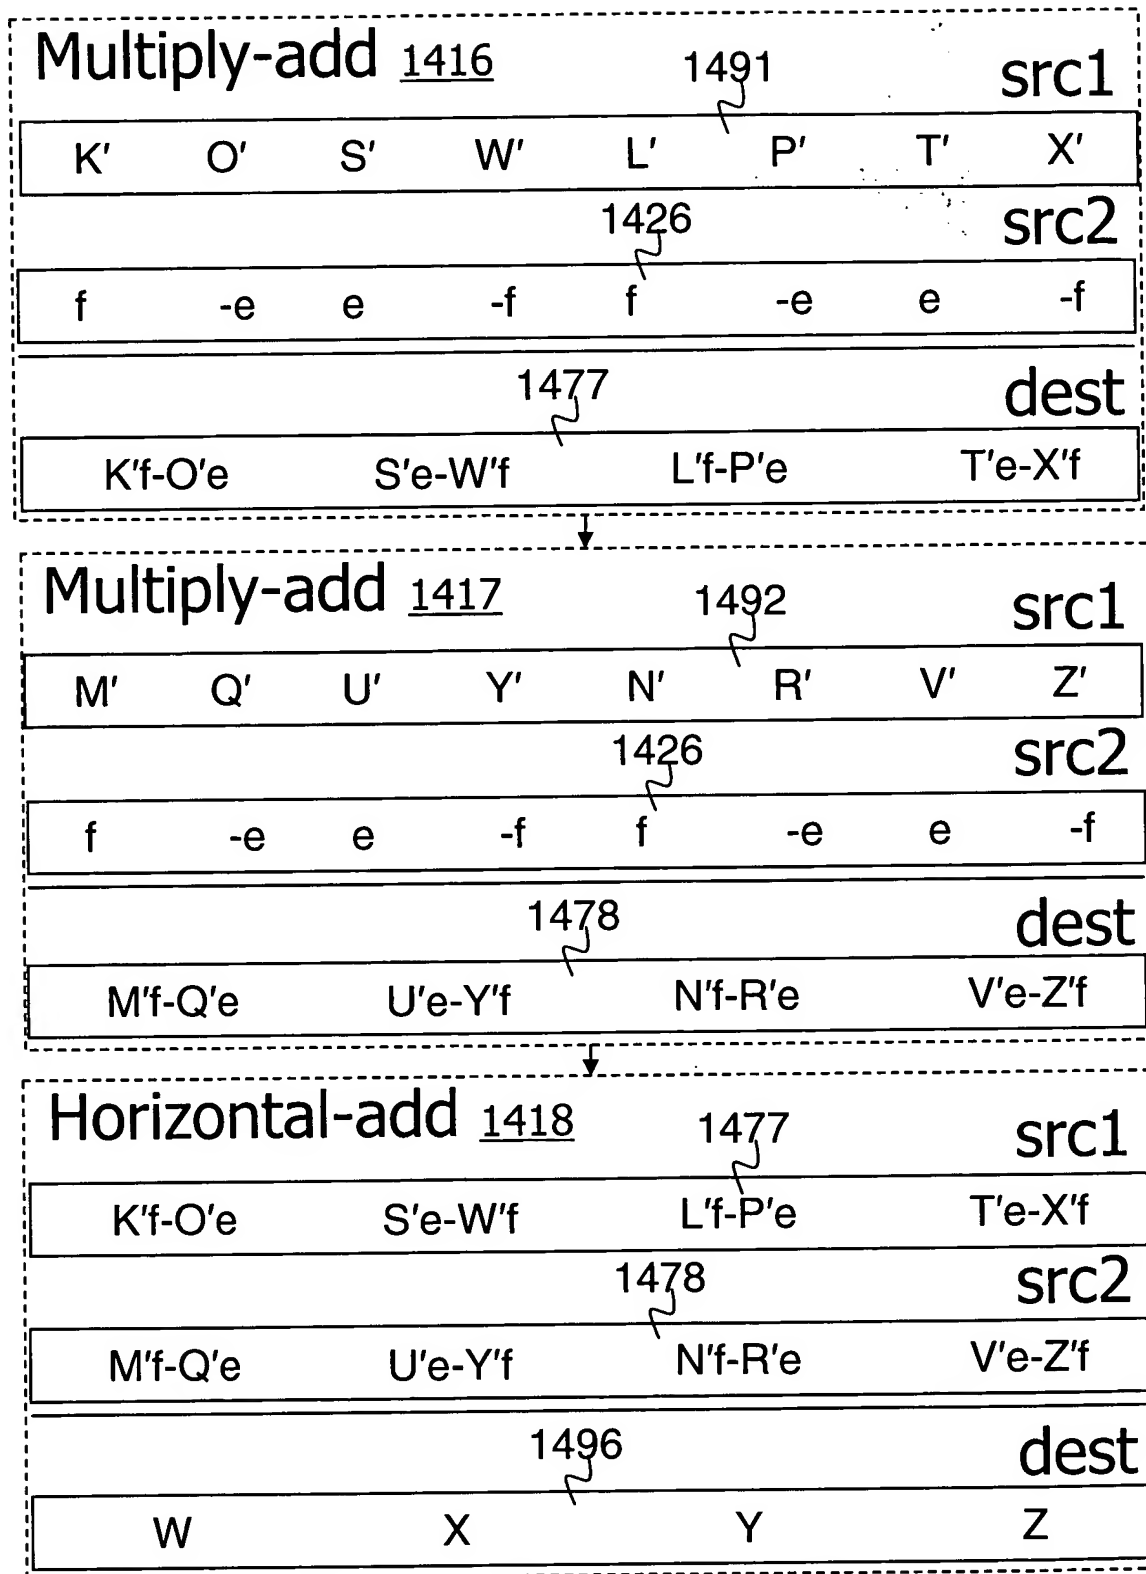 Multiply-add 1416 1491 src1
K' O' S' W' L' P' T' X'
1426 src2
f -e e -f f -e e -f
1477 dest
K'f-O'e S'e-W'f L'f-P'e T'e-X'f
Multiply-add 1417 1492 src1
M' Q' U' Y' N' R' V' Z'
1426 src2
f -e e -f f -e e -f
1478 dest
M'f-Q'e U'e-Y'f N'f-R'e V'e-Z'f
Horizontal-add 1418 1477 src1
K'f-O'e S'e-W'f L'f-P'e T'e-X'f
1478 src2
M'f-Q'e U'e-Y'f N'f-R'e V'e-Z'f
1496 dest
W X Y Z